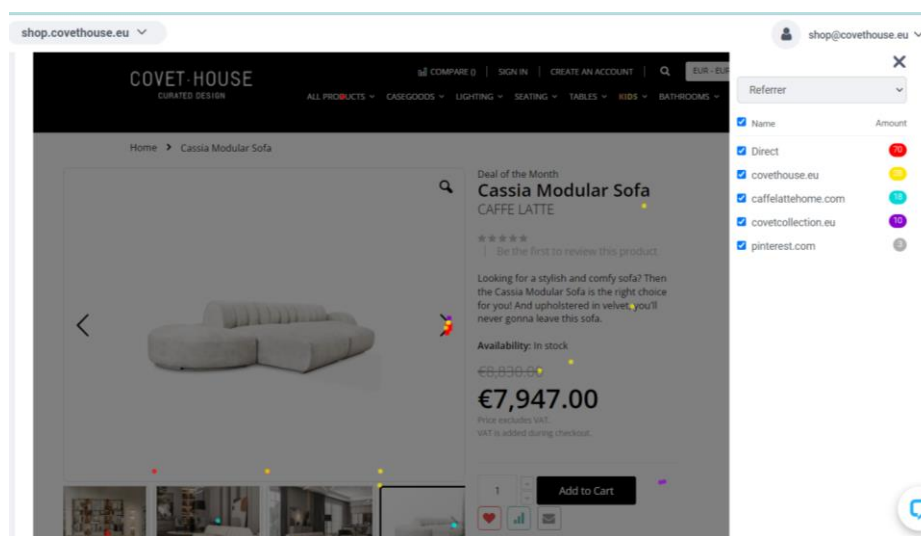 shop.covethouse.eu
shop@covethouse.eu
COVET·HOUSE
CURATED DESIGN
COMPARE () SIGN IN CREATE AN ACCOUNT EUR - EUR
ALL PRODUCTS CASEGOODS LIGHTING SEATING TABLES KIDS BATHROOMS
Home > Cassia Modular Sofa
Deal of the Month
Cassia Modular Sofa
CAFFE LATTE
Be the first to review this product
Looking for a stylish and comfy sofa? Then
the Cassia Modular Sofa is the right choice
for you! And upholstered in velvet, you'll
never gonna leave this sofa.
Availability: In stock
€8,830.00
€7,947.00
Price excludes VAT.
VAT is added during checkout.
1 Add to Cart
Referrer
Name Amount
Direct 70
covethouse.eu
caffelattehome.com 18
covetcollection.eu 10
pinterest.com 3